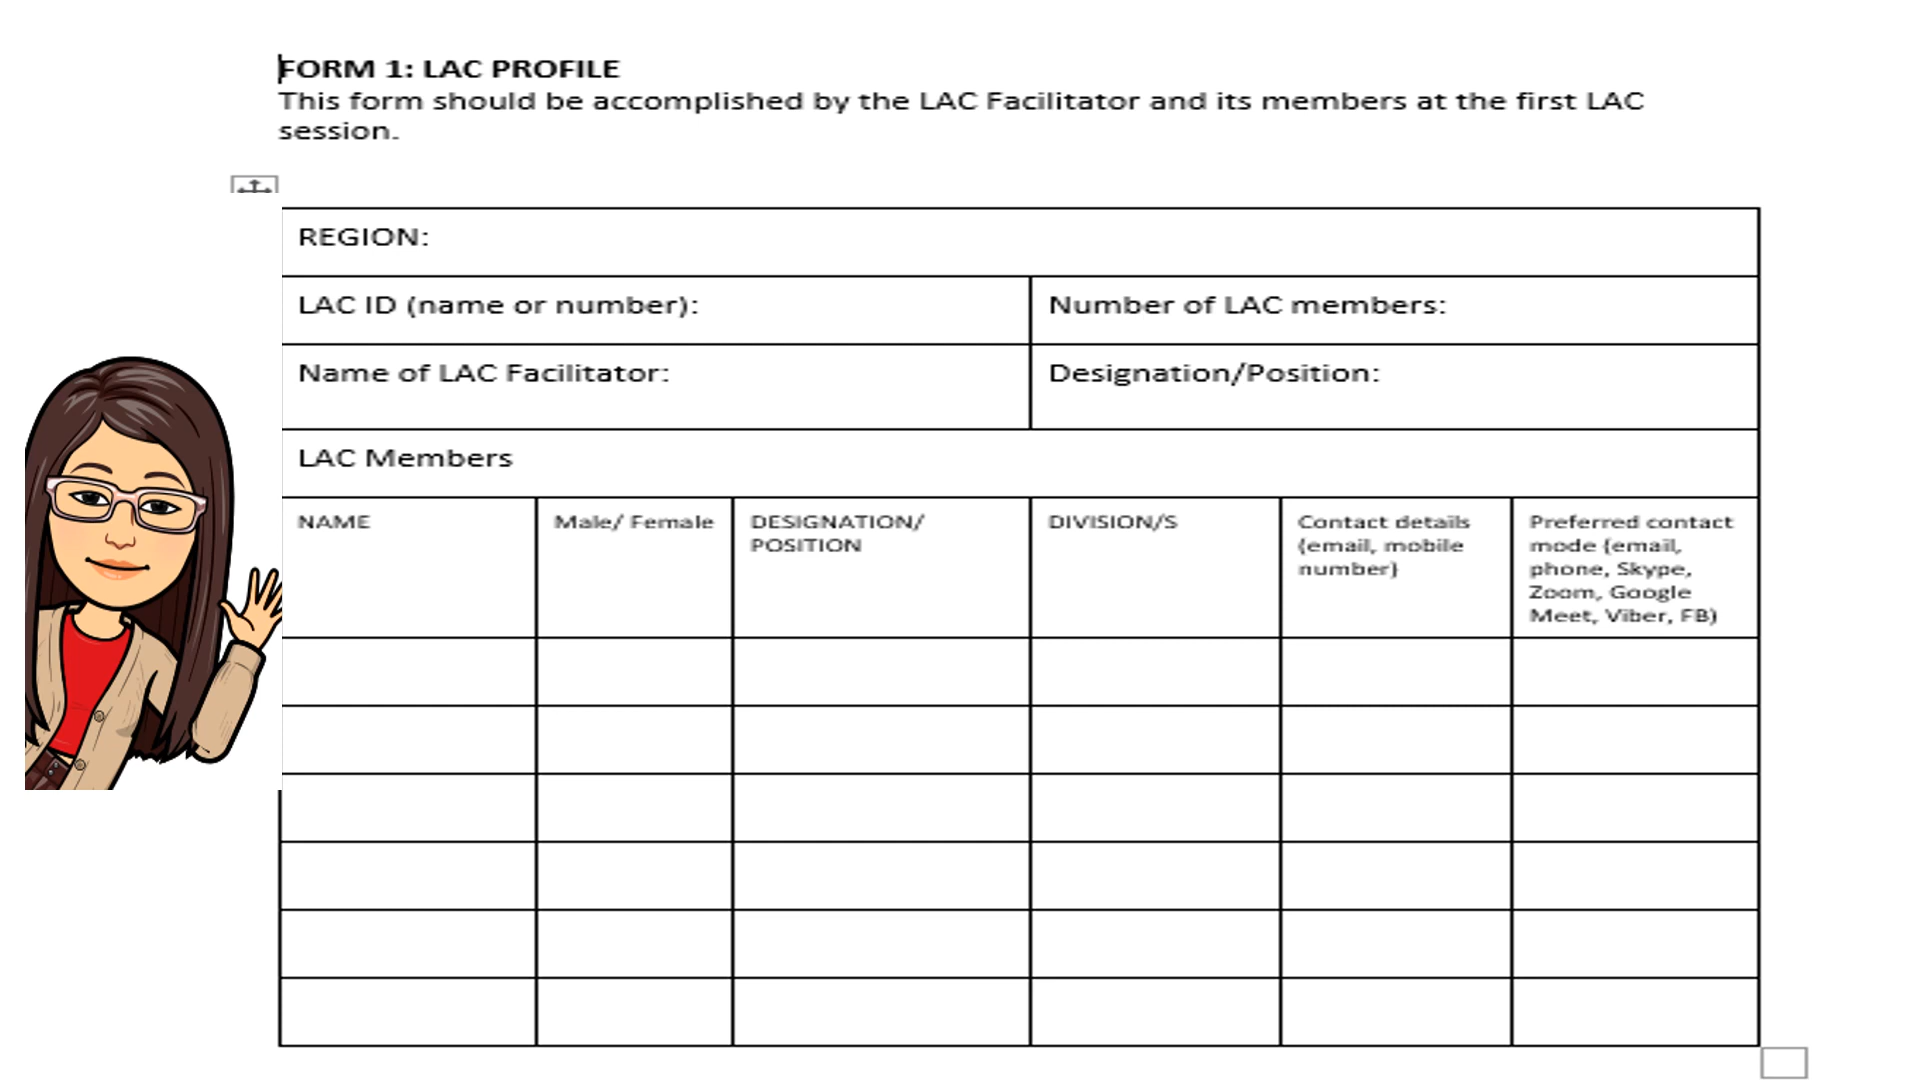 FORM 1: LAC PROFILE
This form should be accomplished by the LAC Facilitator and its members at the first LAC
session.
REGION:
LAC ID (name or number):
Number of LAC members:
Name of LAC Facilitator:
Designation/Position:
LAC Members
NAME
Male/ Female
DESIGNATION/
POSITION
DIVISION/S
Contact details
(email, mobile
number)
Preferred contact
mode (email,
phone, Skype,
Zoom, Google
Meet, Viber, FB)